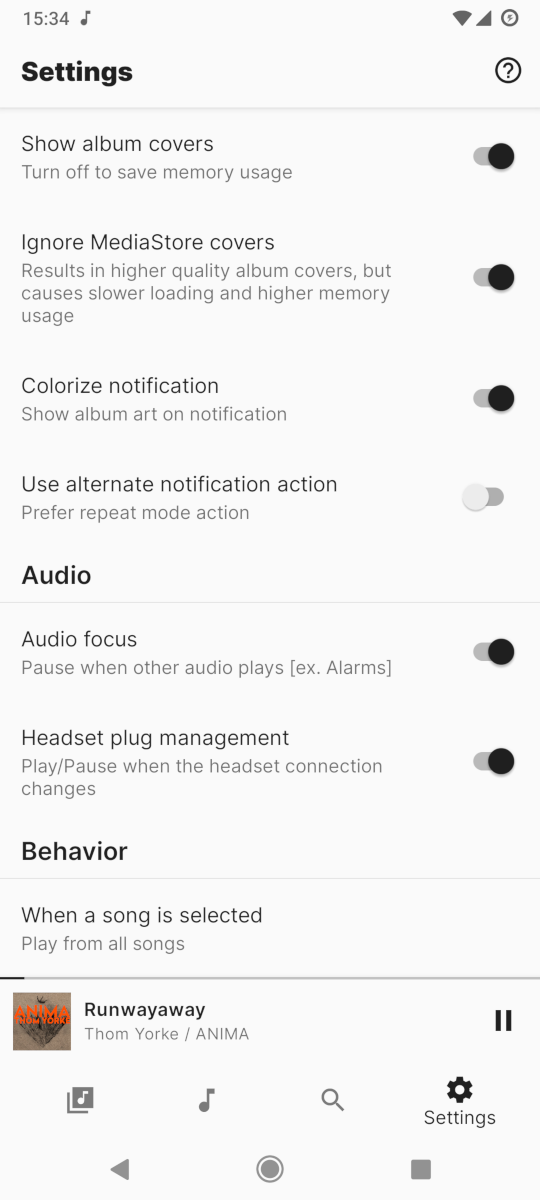 15:34
Settings
Show album covers
Turn off to save memory usage
Ignore MediaStore covers
Results in higher quality album covers, but
causes slower loading and higher memory
usage
Colorize notification
Show album art on notification
Use alternate notification action
Prefer repeat mode action
Audio
Audio focus
Pause when other audio plays [ex. Alarms]
Headset plug management
Play/Pause when the headset connection
changes
Behavior
When a song is selected
Play from all songs
ANIMA
THOM YORKE
Runwayaway
Thom Yorke / ANIMA
Settings